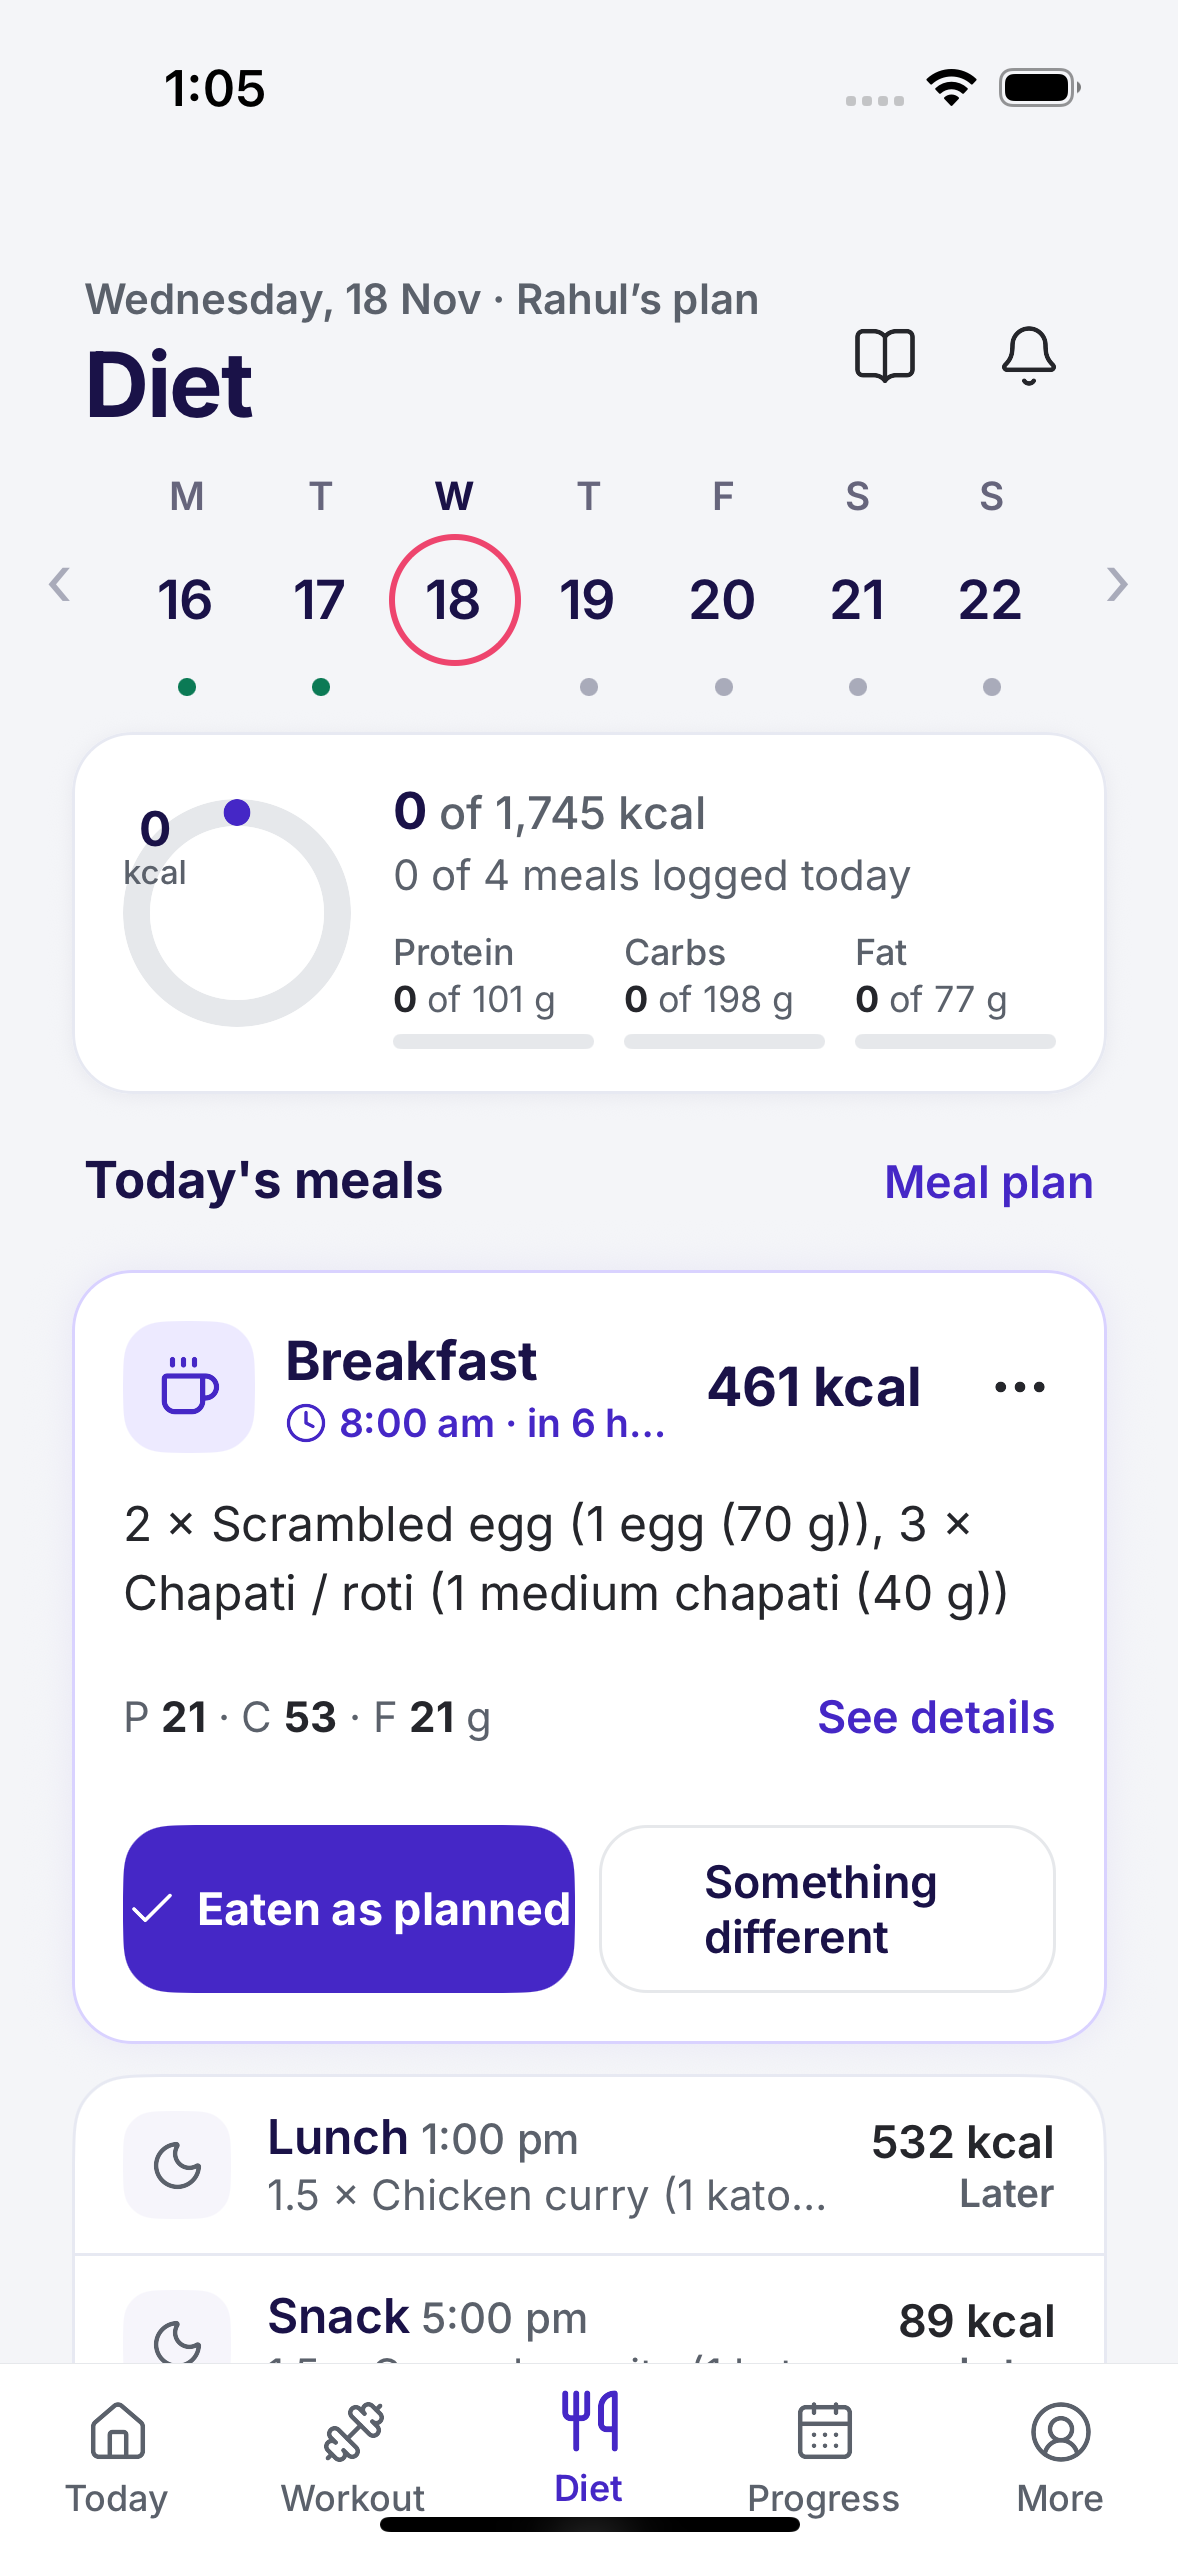 1:05
Wednesday, 18 Nov · Rahul’s plan
Diet
M T W T F S S
16 17 18 19 20 21 22
0
kcal
0 of 1,745 kcal
0 of 4 meals logged today
Protein Carbs Fat
0 of 101 g 0 of 198 g 0 of 77 g
Today's meals Meal plan
Breakfast
461 kcal
8:00 am · in 6 h...
2 × Scrambled egg (1 egg (70 g)), 3 ×
Chapati / roti (1 medium chapati (40 g))
P 21 · C 53 · F 21 g See details
Eaten as planned
Something
different
Lunch 1:00 pm 532 kcal
1.5 × Chicken curry (1 kato... Later
Snack 5:00 pm 89 kcal
Today Workout Diet Progress More